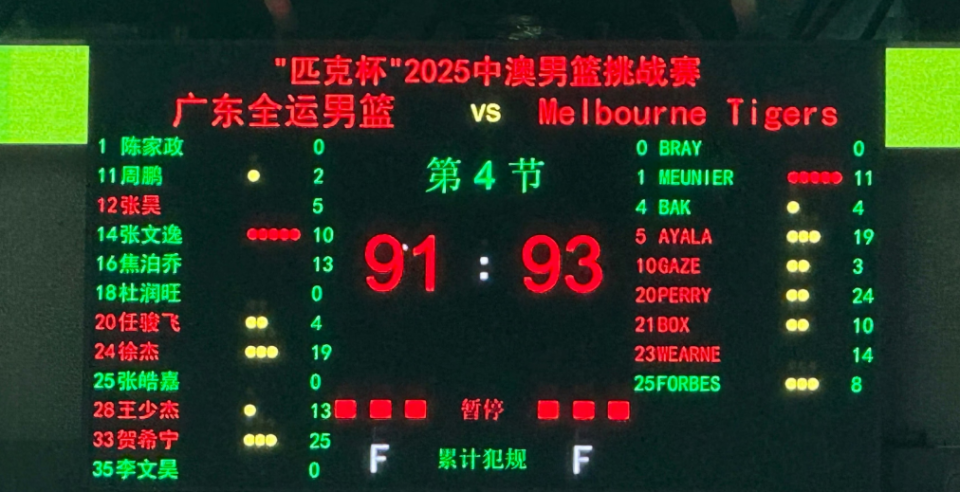 "匹克杯"2025中澳男篮挑战赛
广东全运男篮 VS Melbourne Tigers
第 4 节
91 : 93
1 陈家政 0
11 周鹏 2
12 张昊 5
14 张文逸 10
16 焦泊乔 13
18 杜润旺 0
20 任骏飞 4
24 徐杰 19
25 张皓嘉 0
28 王少杰 13
33 贺希宁 25
35 李文昊 0
0 BRAY 0
1 MEUNIER 11
4 BAK 4
5 AYALA 19
10 GAZE 3
20 PERRY 24
21 BOX 10
23 WEARNE 14
25 FORBES 8
暂停
F 累计犯规 F